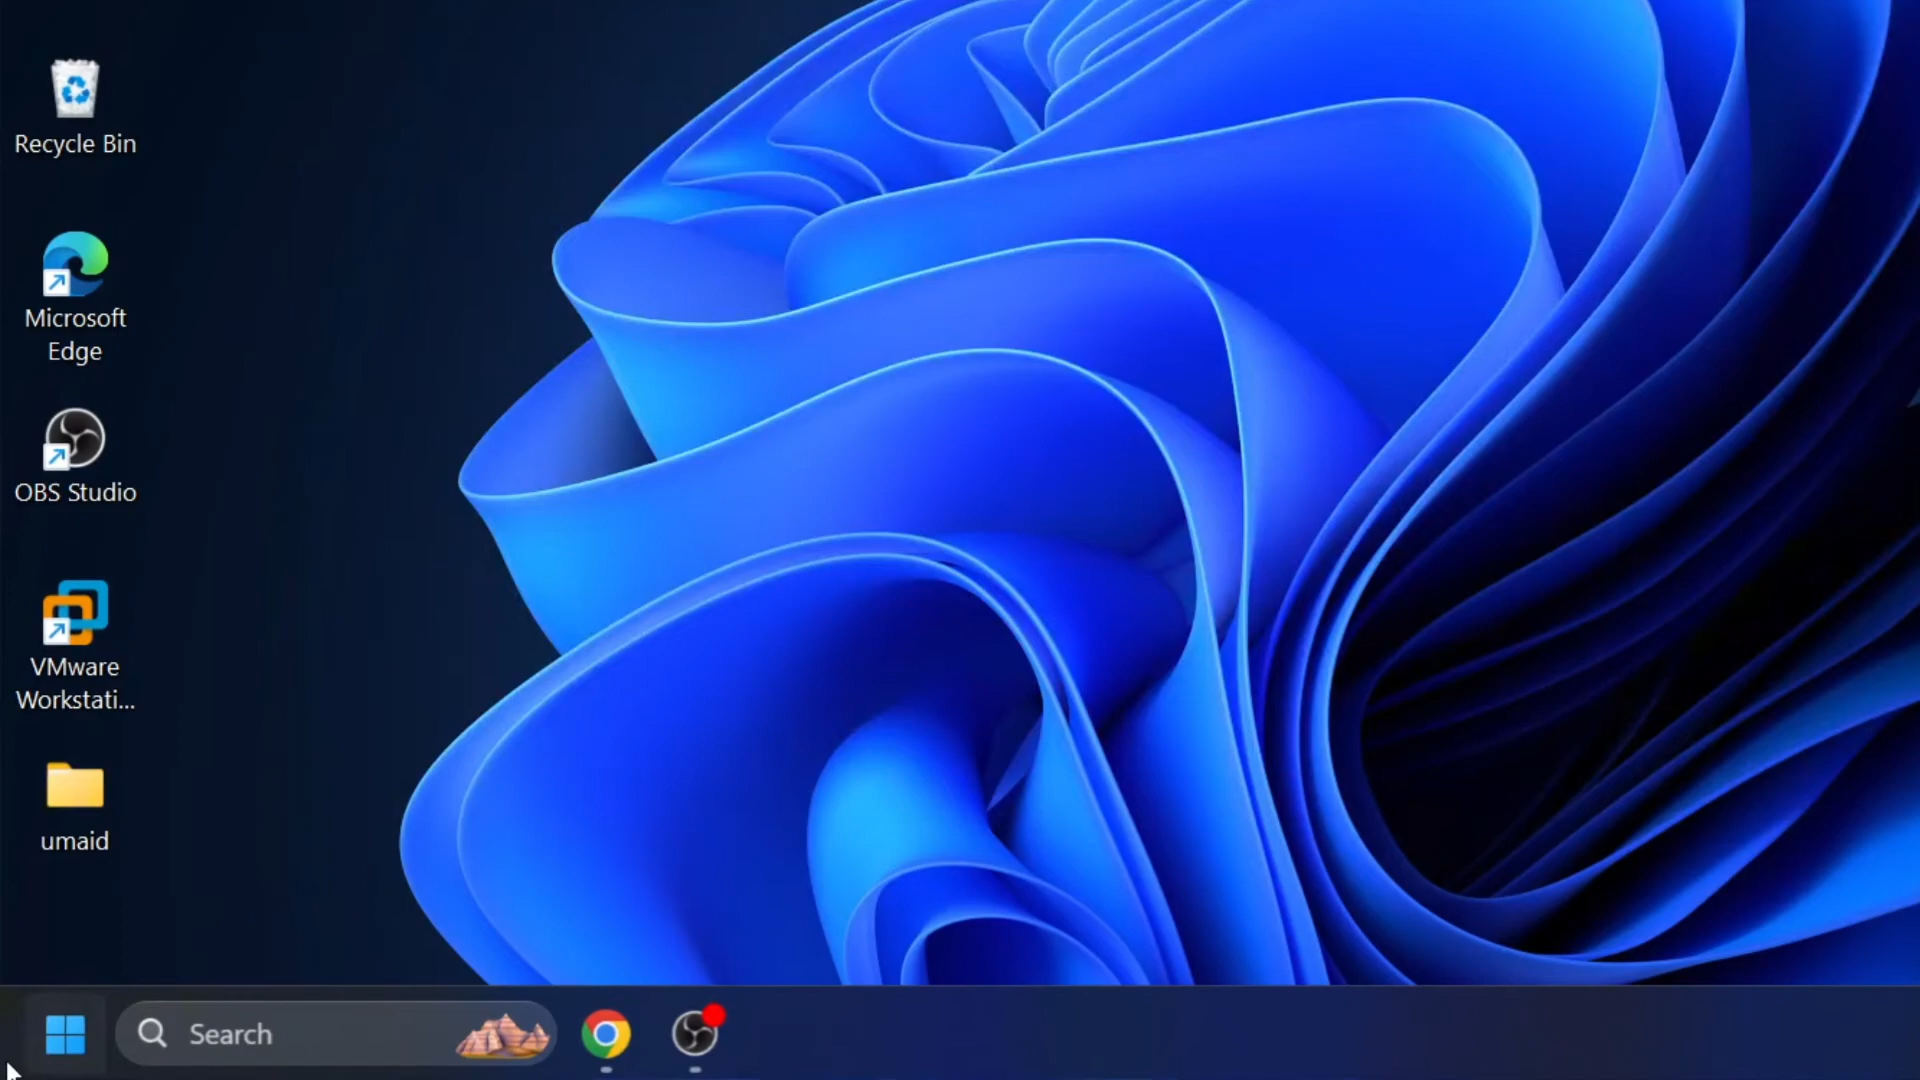 Recycle Bin
Microsoft
Edge
OBS Studio
VMware
Workstati...
umaid
Search